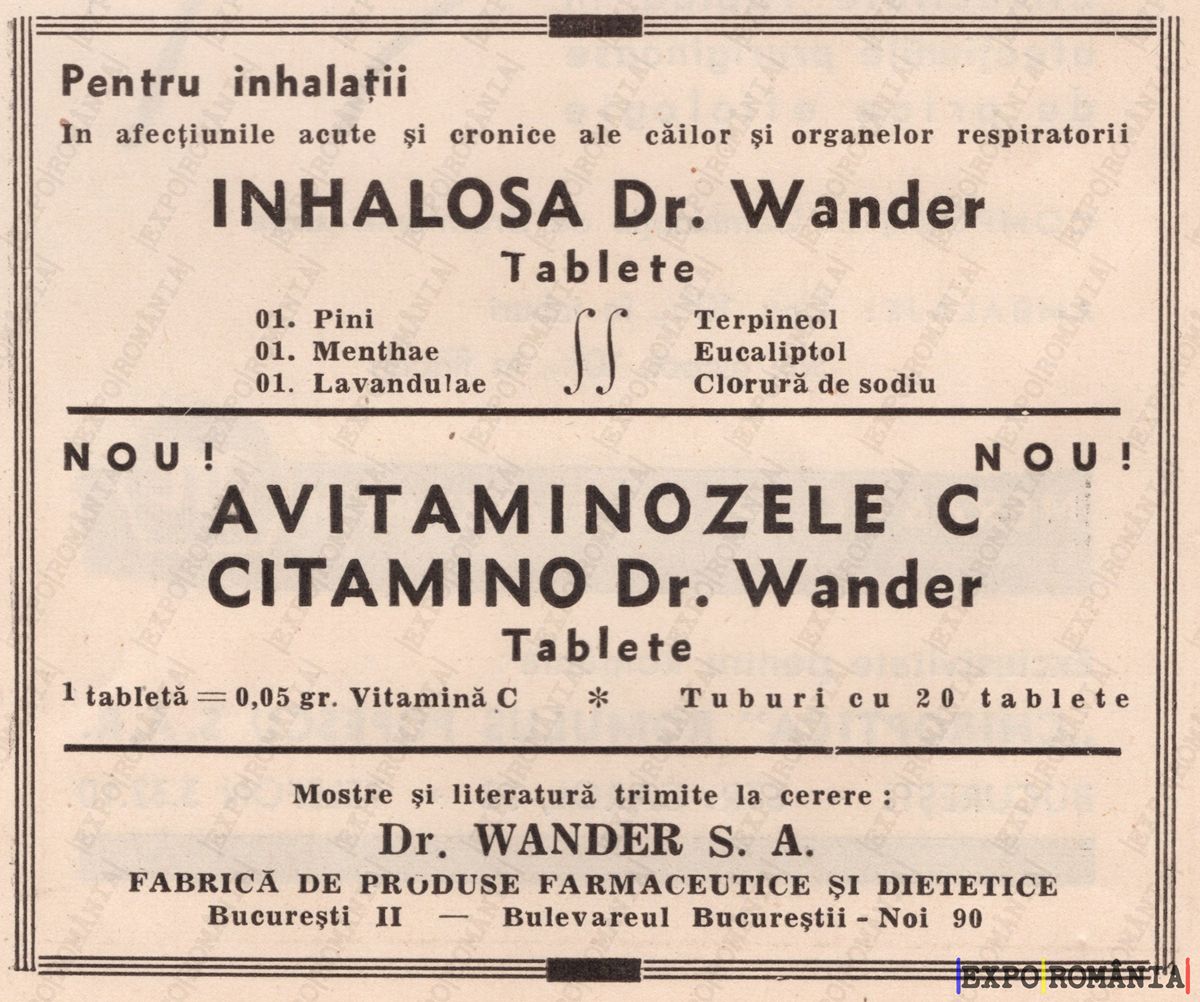 Pentru inhalații
In afecțiunile acute și cronice ale căilor și organelor respiratorii
INHALOSA Dr. Wander
Tablete
01. Pini
01. Menthae
01. Lavandulae
Terpineol
Eucaliptol
Clorură de sodiu
NOU! NOU!
AVITAMINOZELE C
CITAMINO Dr. Wander
Tablete
1 tabletă = 0,05 gr. Vitamină C * Tuburi cu 20 tablete
Mostre și literatură trimite la cerere :
Dr. WANDER S. A.
FABRICĂ DE PRODUSE FARMACEUTICE ȘI DIETETICE
București II — Bulevareul Bucureștii - Noi 90
|EXPO|ROMÂNIA|